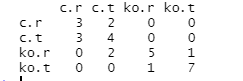 c.r c.t ko.r ko.t
c.r 3 2 0 0
c.t 3 4 0 0
ko.r 0 2 5 1
ko.t 0 0 1 7